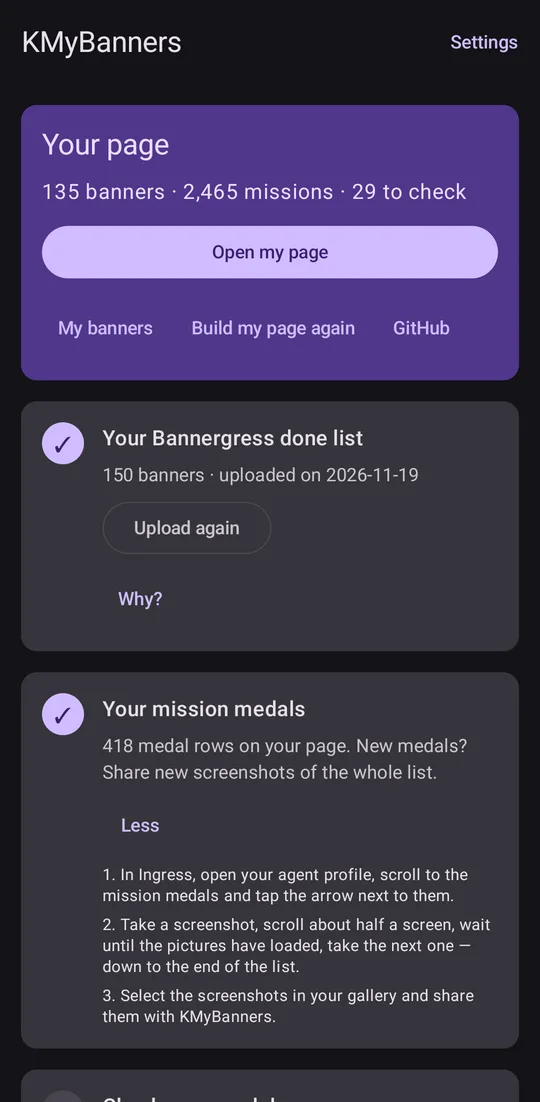 KMyBanners
Settings
Your page
135 banners · 2,465 missions · 29 to check
Open my page
My banners
Build my page again
GitHub
✓
Your Bannergress done list
150 banners · uploaded on 2026-11-19
Upload again
Why?
✓
Your mission medals
418 medal rows on your page. New medals?
Share new screenshots of the whole list.
Less
1. In Ingress, open your agent profile, scroll to the
mission medals and tap the arrow next to them.
2. Take a screenshot, scroll about half a screen, wait
until the pictures have loaded, take the next one —
down to the end of the list.
3. Select the screenshots in your gallery and share
them with KMyBanners.